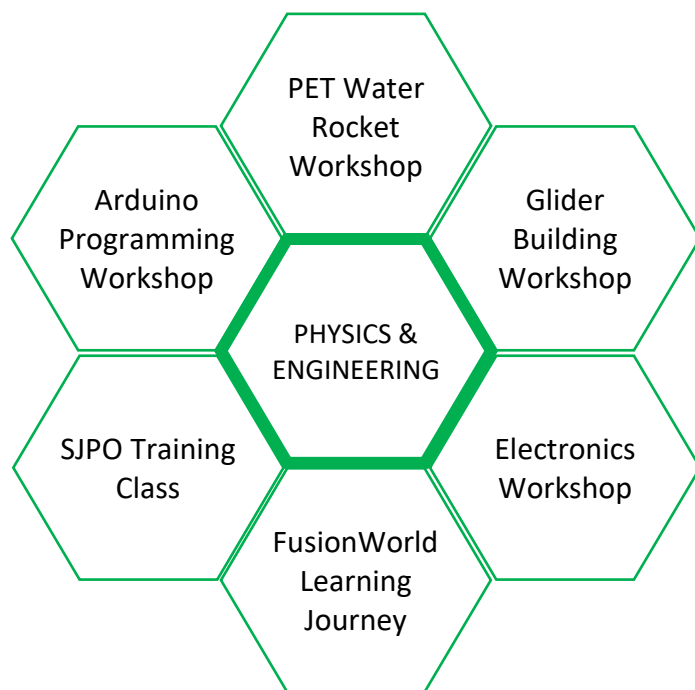 PET Water
Rocket
Workshop
Arduino
Programming
Workshop
Glider
Building
Workshop
PHYSICS &
ENGINEERING
SJPO Training
Class
Electronics
Workshop
FusionWorld
Learning
Journey